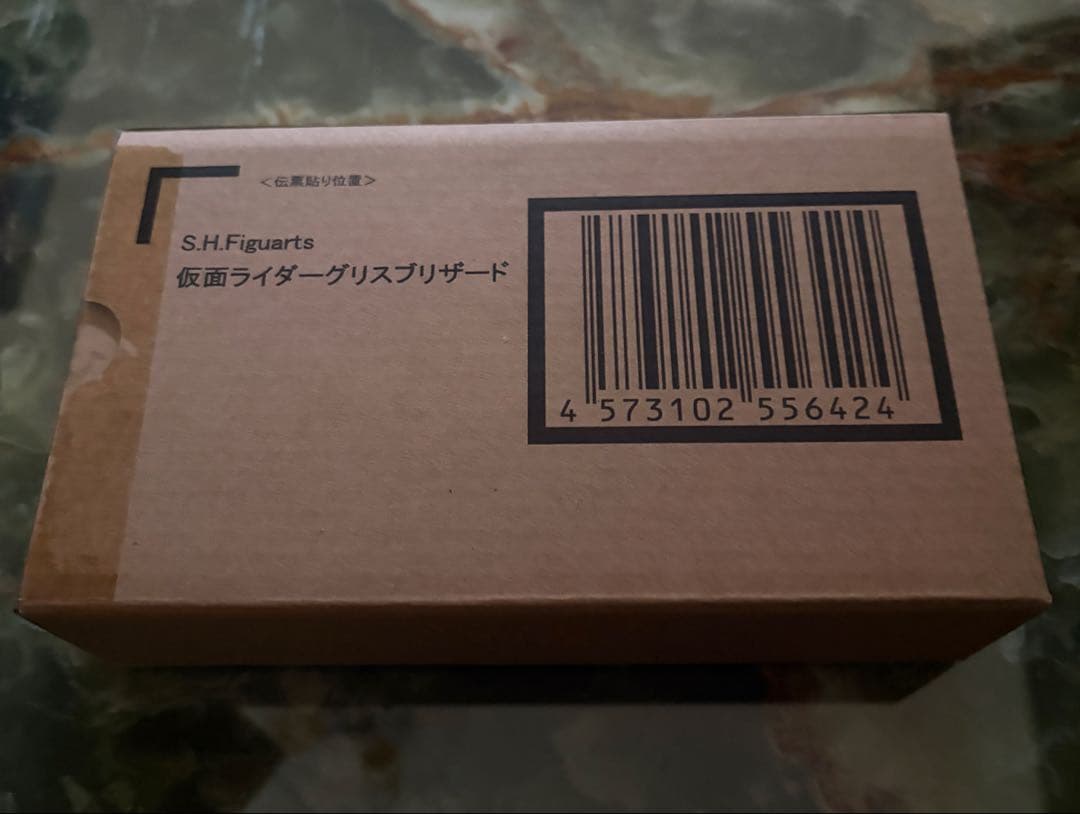 ＜伝票貼り位置＞
S.H.Figuarts
仮面ライダーグリスブリザード
4 573102 556424